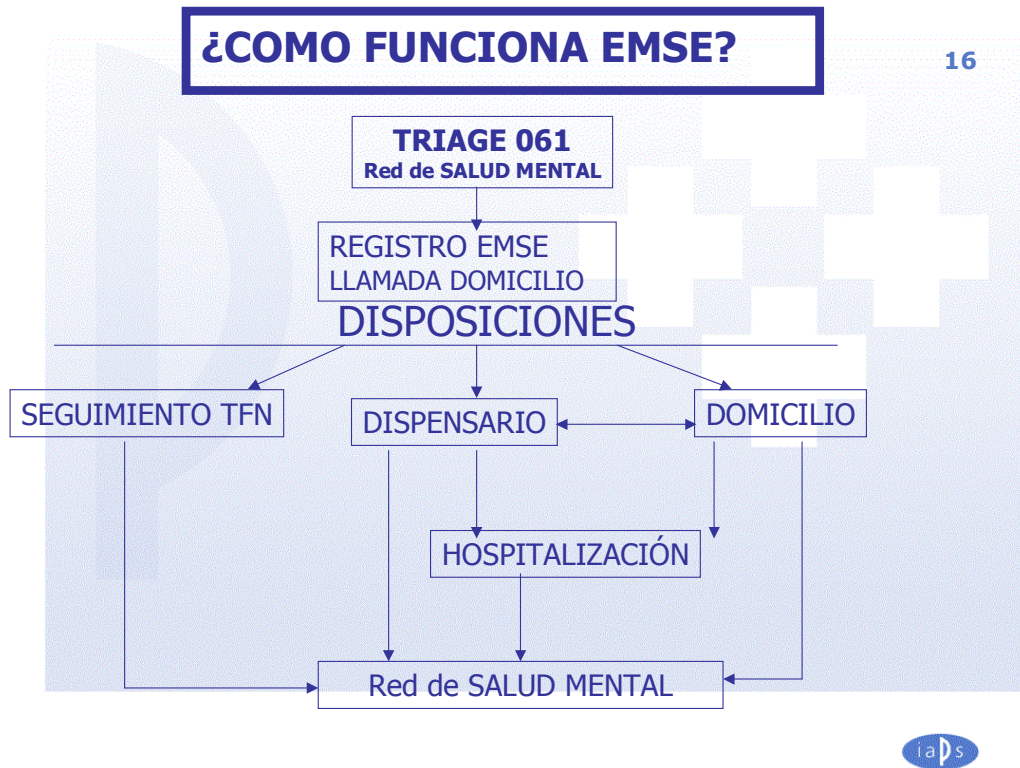 ¿COMO FUNCIONA EMSE?
16
TRIAGE 061
Red de SALUD MENTAL
REGISTRO EMSE
LLAMADA DOMICILIO
DISPOSICIONES
SEGUIMIENTO TFN
DISPENSARIO
DOMICILIO
HOSPITALIZACIÓN
Red de SALUD MENTAL
iaps